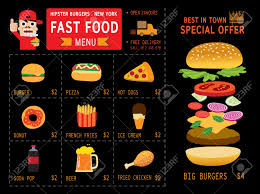 HIPSTER BURGERS NEW YORK
FAST FOOD
MENU
OPEN 24 HOURS
FREE DELIVERY
BEST IN TOWN
SPECIAL OFFER
BURGER $2
PIZZA $2
HOT DOGS $2
DONUT $2
FRENCH FRIES $2
ICE CREAM $2
SODA POP $2
BEER $2
FRIED CHICKEN $2
BIG BURGERS $4